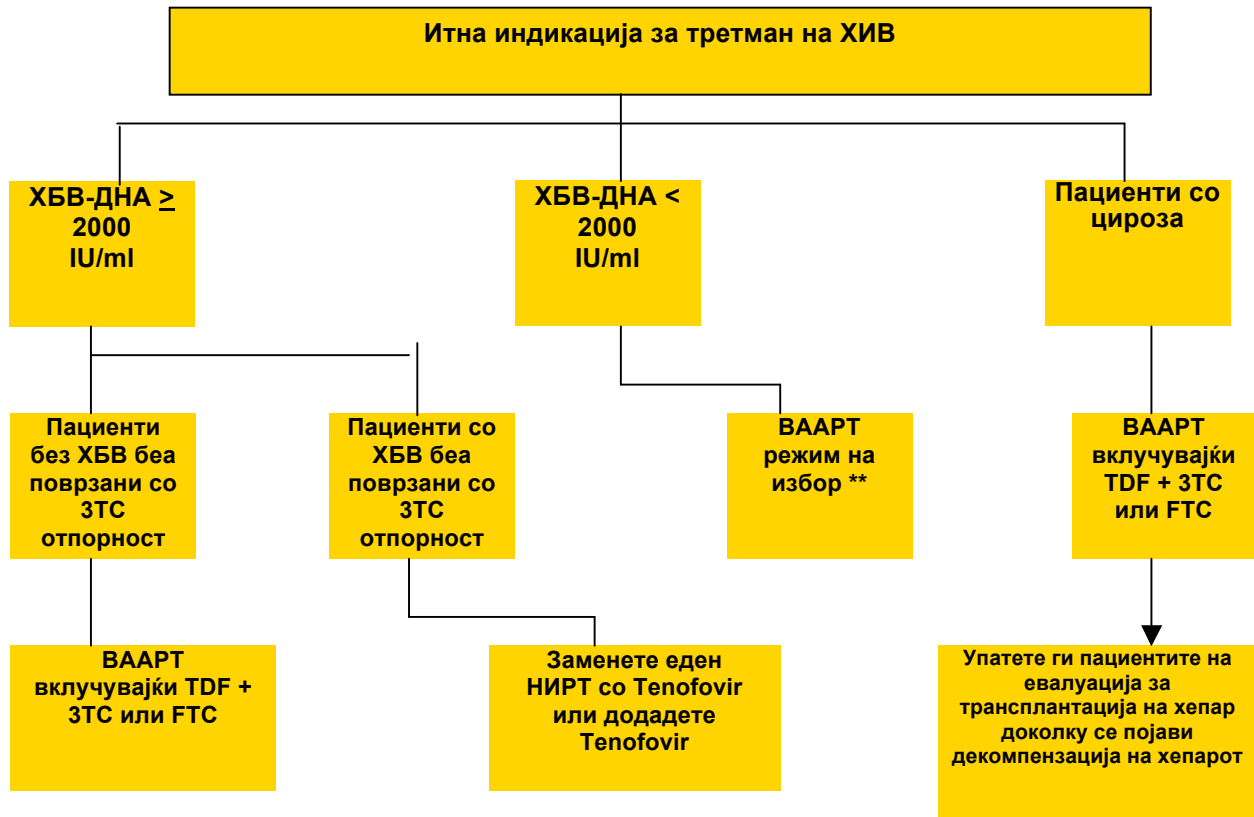 Итна индикација за третман на ХИВ
ХБВ-ДНА ≥
2000
IU/ml
ХБВ-ДНА <
2000
IU/ml
Пациенти со
цироза
Пациенти
без ХБВ беа
поврзани со
3TC
отпорност
Пациенти со
ХБВ беа
поврзани со
3TC
отпорност
ВААРТ
режим на
избор **
ВААРТ
вклучувајќи
TDF + 3TC
или FTC
ВААРТ
вклучувајќи TDF +
3TC или FTC
Заменете еден
НИРТ со Tenofovir
или додадете
Tenofovir
Упатете ги пациентите на
евалуација за
трансплантација на хепар
доколку се појави
декомпензација на хепарот